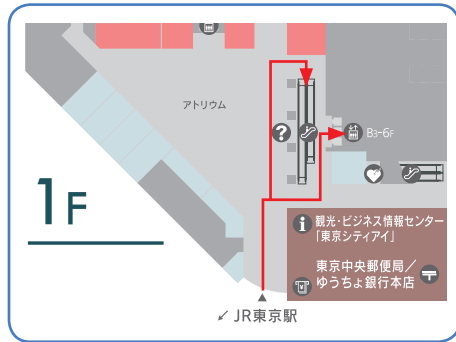 アトリウム
?
B3-6F
1F
i 観光・ビジネス情報センター
「東京シティアイ」
東京中央郵便局／
ゆうちょ銀行本店 〒
▲
↙ JR東京駅